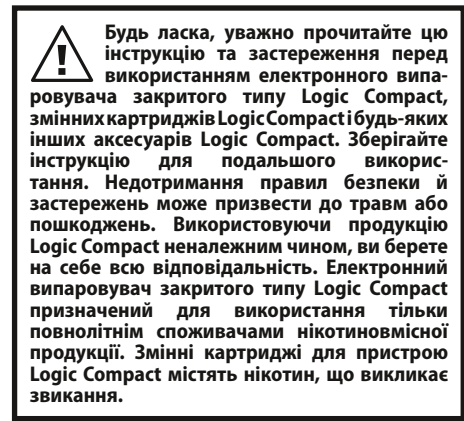 Будь ласка, уважно прочитайте цю
інструкцію та застереження перед
використанням електронного випа-
ровувача закритого типу Logic Compact,
змінних картриджів Logic Compact і будь-яких
інших аксесуарів Logic Compact. Зберігайте
інструкцію для подальшого викорис-
тання. Недотримання правил безпеки й
застережень може призвести до травм або
пошкоджень. Використовуючи продукцію
Logic Compact неналежним чином, ви берете
на себе всю відповідальність. Електронний
випаровувач закритого типу Logic Compact
призначений для використання тільки
повнолітнім споживачами нікотиновмісної
продукції. Змінні картриджі для пристрою
Logic Compact містять нікотин, що викликає
звикання.